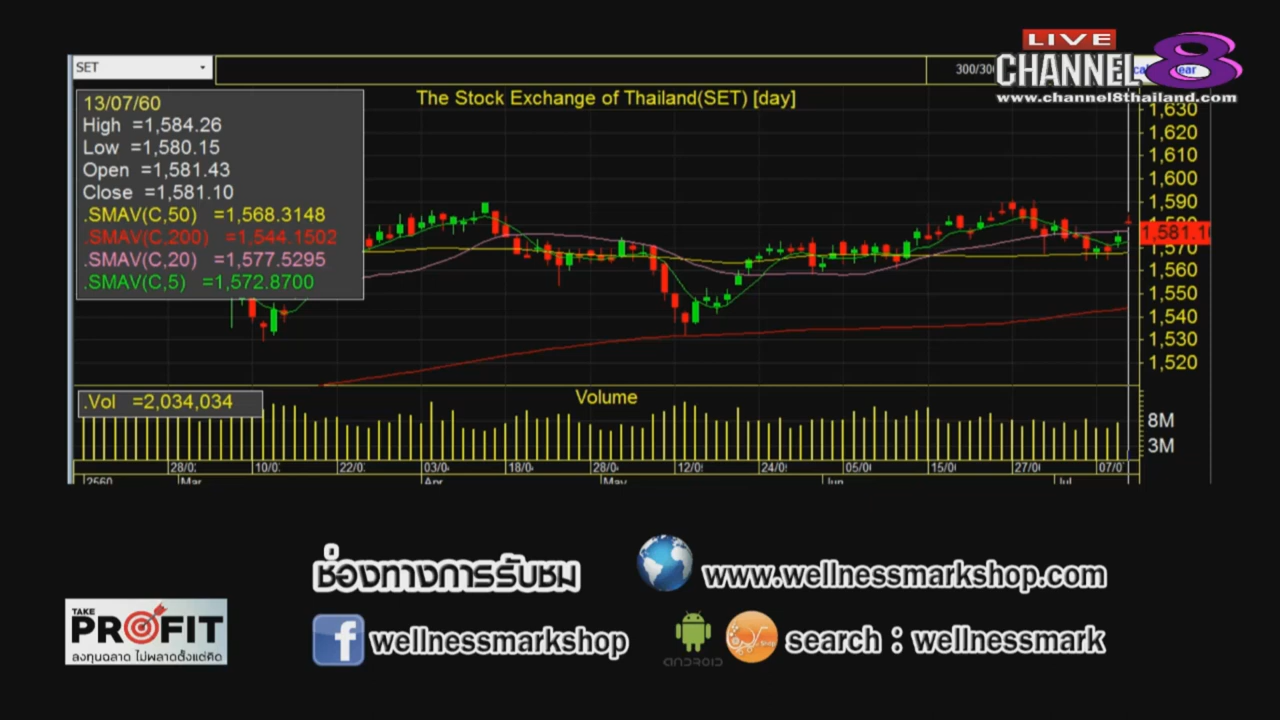 LIVE
CHANNEL 8
www.channel8thailand.com
SET
300/300
The Stock Exchange of Thailand(SET) [day]
13/07/60
High =1,584.26
Low =1,580.15
Open =1,581.43
Close =1,581.10
.SMAV(C,50) =1,568.3148
.SMAV(C,200) =1,544.1502
.SMAV(C,20) =1,577.5295
.SMAV(C,5) =1,572.8700
1,630
1,620
1,610
1,600
1,590
1,581.10
1,570
1,560
1,550
1,540
1,530
1,520
.Vol =2,034,034
Volume
8M
3M
28/0 10/0 22/0 03/0 18/0 28/0 12/0 24/0 05/0 15/0 27/0 07/0
2560 Mar Apr May Jun Jul
ช่องทางการรับชม
www.wellnessmarkshop.com
TAKE
PROFIT
ลงทุนฉลาด ไม่พลาดตั้งแต่คิด
f wellnessmarkshop
ANDROID
search : wellnessmark